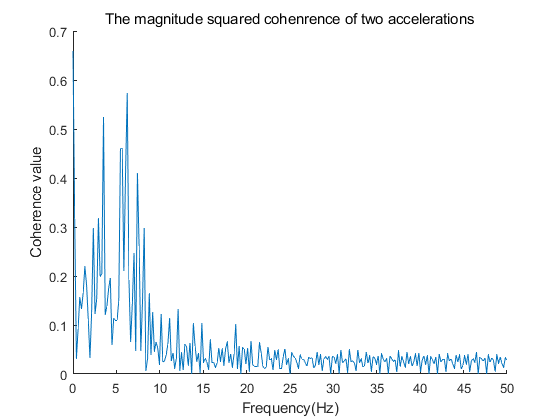 The magnitude squared cohenrence of two accelerations
0.7
0.6
0.5
0.4
0.3
0.2
0.1
0
Coherence value
0 5 10 15 20 25 30 35 40 45 50
Frequency(Hz)